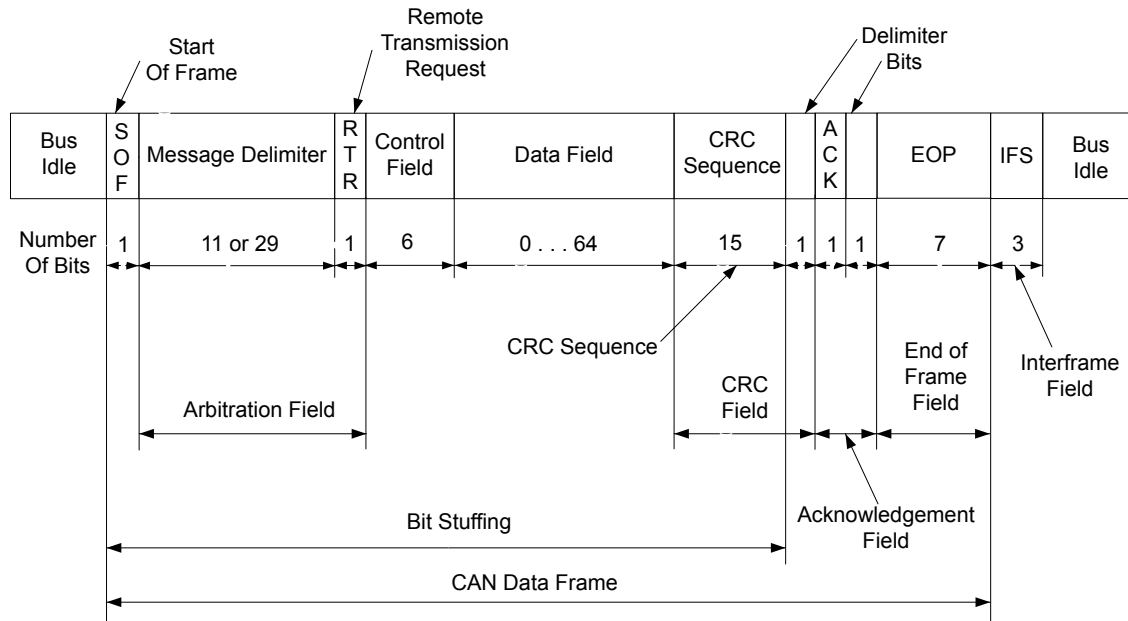 Start
Of Frame
Remote
Transmission
Request
Delimiter
Bits
Bus
Idle
S
O
F
Message Delimiter
R
T
R
Control
Field
Data Field
CRC
Sequence
A
C
K
EOP
IFS
Bus
Idle
Number
Of Bits
1
11 or 29
1
6
0 . . . 64
15
1
1
1
7
3
CRC Sequence
Arbitration Field
CRC
Field
End of
Frame
Field
Interframe
Field
Bit Stuffing
Acknowledgement
Field
CAN Data Frame